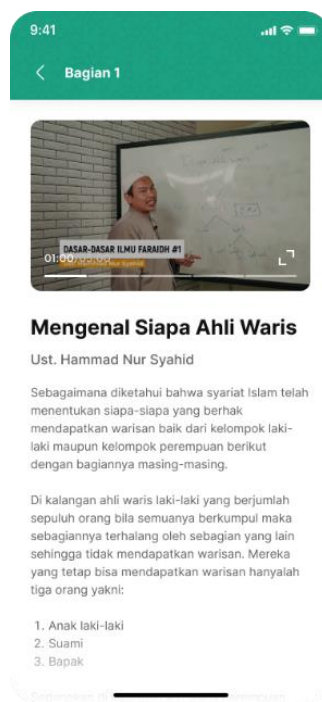 9:41
Bagian 1
DASAR-DASAR ILMU FARAIDH #1
01:00/05:00
Mengenal Siapa Ahli Waris
Ust. Hammad Nur Syahid
Sebagaimana diketahui bahwa syariat Islam telah
menentukan siapa-siapa yang berhak
mendapatkan warisan baik dari kelompok laki-
laki maupun kelompok perempuan berikut
dengan bagiannya masing-masing.
Di kalangan ahli waris laki-laki yang berjumlah
sepuluh orang bila semuanya berkumpul maka
sebagiannya terhalang oleh sebagian yang lain
sehingga tidak mendapatkan warisan. Mereka
yang tetap bisa mendapatkan warisan hanyalah
tiga orang yakni:
1. Anak laki-laki
2. Suami
3. Bapak